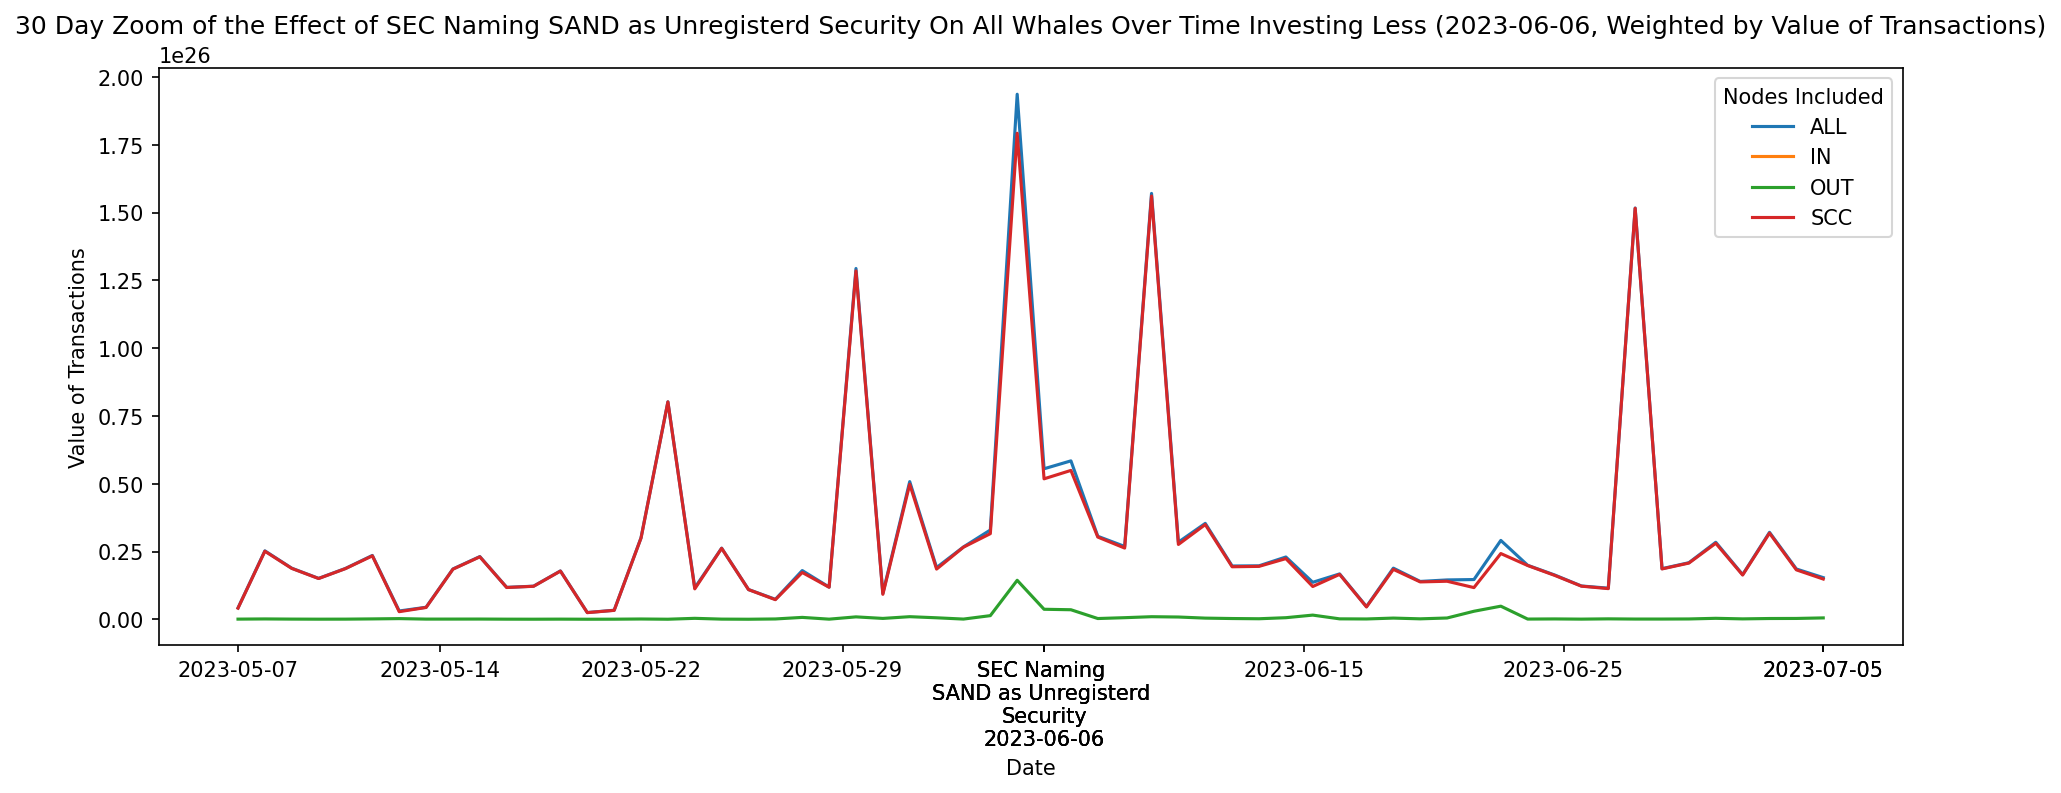 30 Day Zoom of the Effect of SEC Naming SAND as Unregisterd Security On All Whales Over Time Investing Less (2023-06-06, Weighted by Value of Transactions)
1e26
2.00
1.75
1.50
1.25
1.00
0.75
0.50
0.25
0.00
Value of Transactions
Nodes Included
ALL
IN
OUT
SCC
2023-05-07
2023-05-14
2023-05-22
2023-05-29
SEC Naming
SAND as Unregisterd
Security
2023-06-06
2023-06-15
2023-06-25
2023-07-05
Date